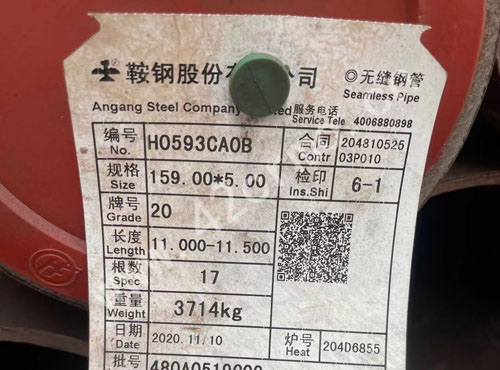 鞍钢股份有 公司 ◎无缝钢管
Seamless Pipe
Angang Steel Company ted 服务电话
Service Tele 4006880898
编号 No. H0593CA0B 合同 Contr 204810525 03P010
规格 Size 159.00*5.00 检印 Ins.Shi 6-1
牌号 Grade 20
长度 Length 11.000-11.500
根数 Spec 17
重量 Weight 3714kg
日期 Date 2020.11.10 炉号 Heat 204D6855
批号